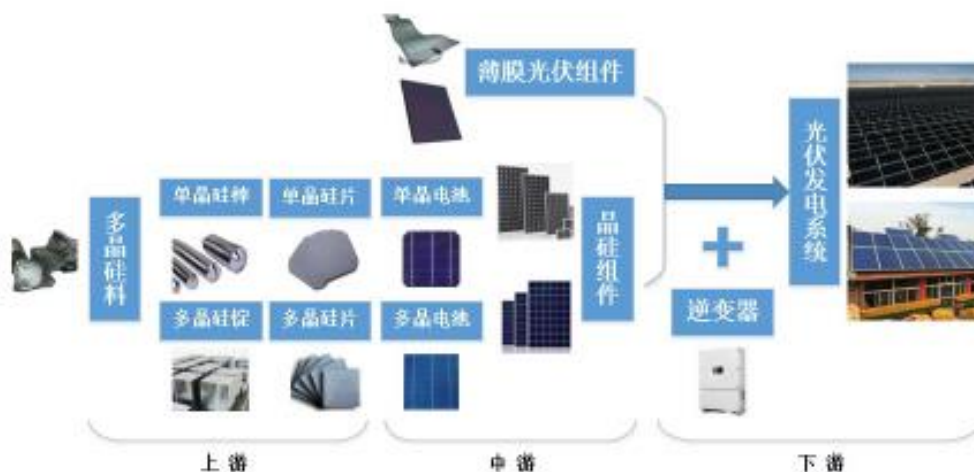 薄膜光伏组件
多晶硅料
单晶硅棒
单晶硅片
单晶电池
晶硅组件
光伏发电系统
多晶硅锭
多晶硅片
多晶电池
逆变器
上游
中游
下游